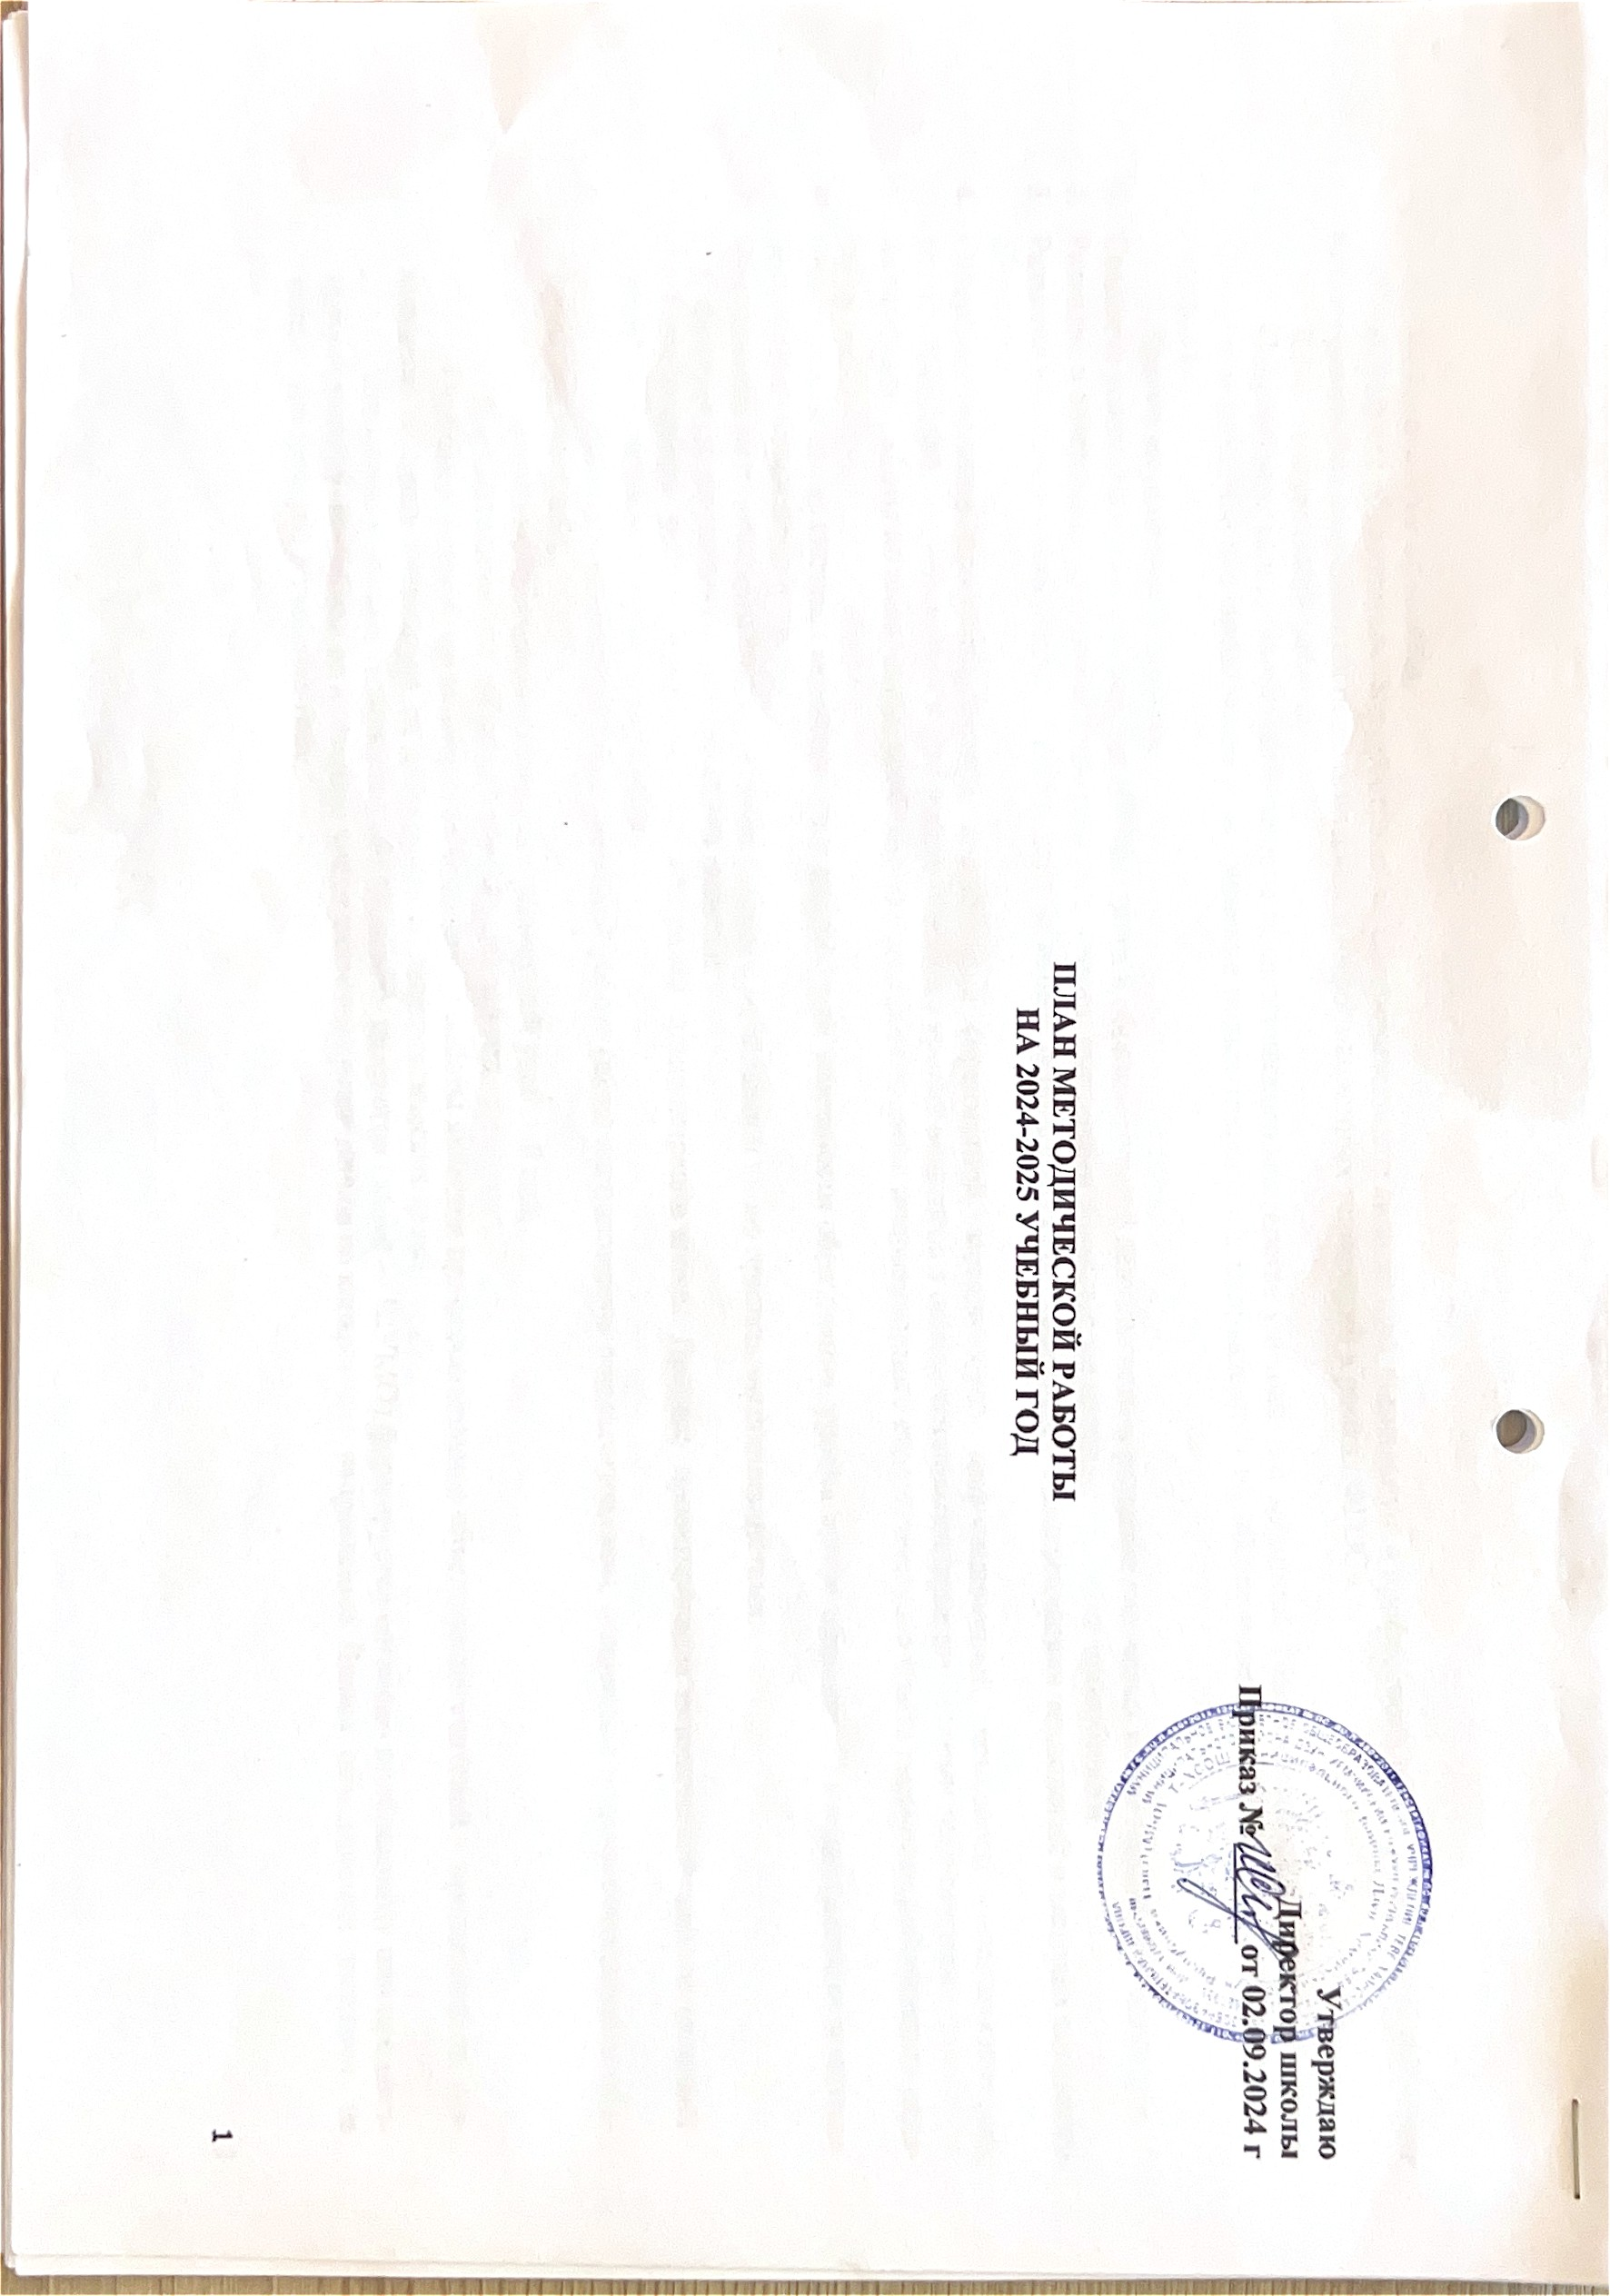 Утверждаю
Директор школы
Приказ № от 02.09.2024 г
ПЛАН МЕТОДИЧЕСКОЙ РАБОТЫ
НА 2024-2025 УЧЕБНЫЙ ГОД
1